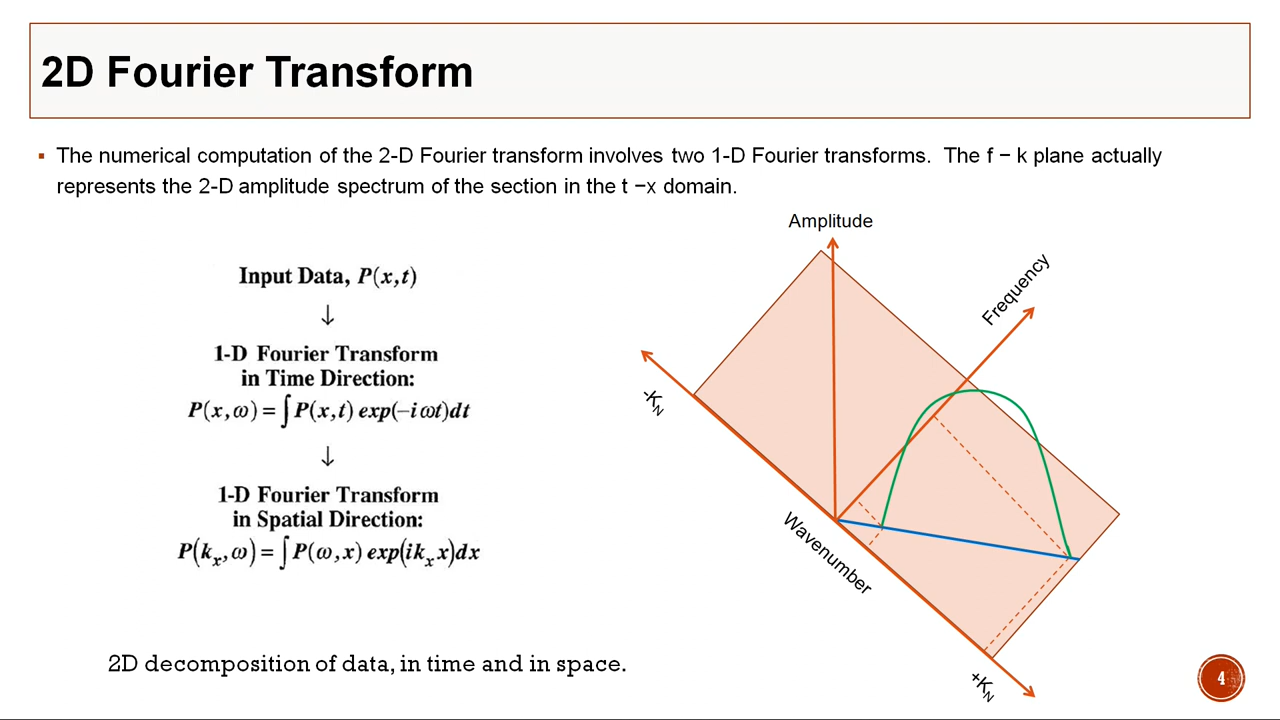 2D Fourier Transform
▪ The numerical computation of the 2-D Fourier transform involves two 1-D Fourier transforms. The f − k plane actually
represents the 2-D amplitude spectrum of the section in the t −x domain.
Input Data, P(x,t)
↓
1-D Fourier Transform
in Time Direction:
P(x,ω) = ∫ P(x,t) exp(−iωt)dt
↓
1-D Fourier Transform
in Spatial Direction:
P(kₓ,ω) = ∫ P(ω,x) exp(ikₓx)dx
2D decomposition of data, in time and in space.
Amplitude
Frequency
-K_N
Wavenumber
+K_N
4